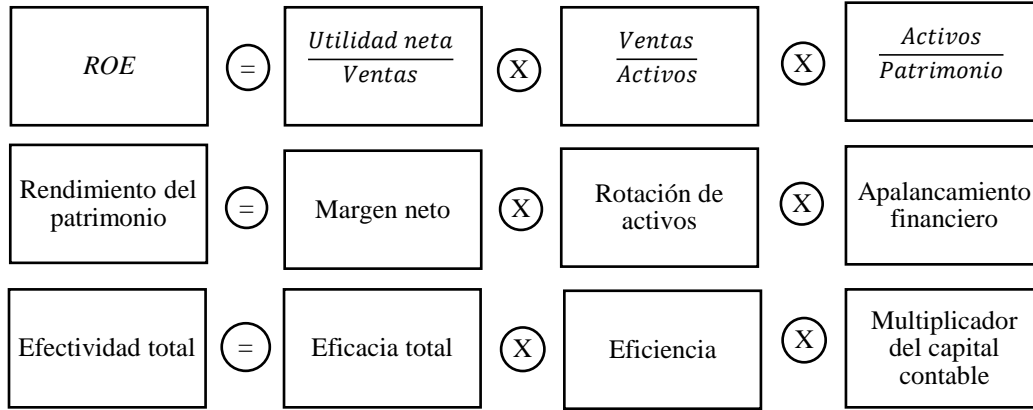 ROE = Utilidad neta / Ventas X Ventas / Activos X Activos / Patrimonio
Rendimiento del patrimonio = Margen neto X Rotación de activos X Apalancamiento financiero
Efectividad total = Eficacia total X Eficiencia X Multiplicador del capital contable